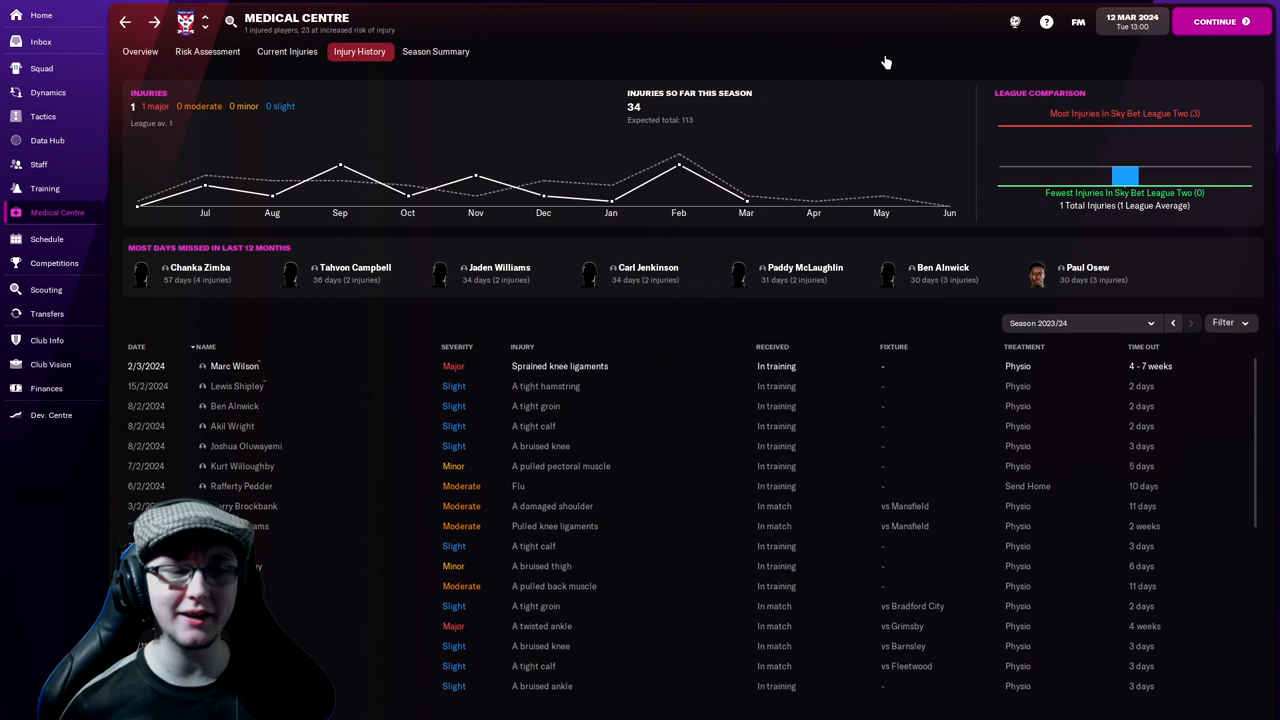 Home
Inbox
Squad
Dynamics
Tactics
Data Hub
Staff
Training
Medical Centre
Schedule
Competitions
Scouting
Transfers
Club Info
Club Vision
Finances
Dev. Centre
MEDICAL CENTRE
1 injured players, 23 at increased risk of injury
FM
12 MAR 2024
Tue 13:00
CONTINUE
Overview Risk Assessment Current Injuries Injury History Season Summary
INJURIES
1 1 major 0 moderate 0 minor 0 slight
League av. 1
INJURIES SO FAR THIS SEASON
34
Expected total: 113
Jul Aug Sep Oct Nov Dec Jan Feb Mar Apr May Jun
LEAGUE COMPARISON
Most Injuries In Sky Bet League Two (3)
Fewest Injuries In Sky Bet League Two (0)
1 Total Injuries (1 League Average)
MOST DAYS MISSED IN LAST 12 MONTHS
Chanka Zimba
57 days (4 injuries)
Tahvon Campbell
36 days (2 injuries)
Jaden Williams
34 days (2 injuries)
Carl Jenkinson
34 days (2 injuries)
Paddy McLaughlin
31 days (2 injuries)
Ben Alnwick
30 days (3 injuries)
Paul Osew
30 days (3 injuries)
Season 2023/24
Filter
DATE NAME SEVERITY INJURY RECEIVED FIXTURE TREATMENT TIME OUT
2/3/2024 Marc Wilson Major Sprained knee ligaments In training - Physio 4 - 7 weeks
15/2/2024 Lewis Shipley Slight A tight hamstring In training - Physio 2 days
8/2/2024 Ben Alnwick Slight A tight groin In training - Physio 2 days
8/2/2024 Akil Wright Slight A tight calf In training - Physio 2 days
8/2/2024 Joshua Oluwayemi Slight A bruised knee In training - Physio 3 days
7/2/2024 Kurt Willoughby Minor A pulled pectoral muscle In training - Physio 5 days
6/2/2024 Rafferty Pedder Moderate Flu In training - Send Home 10 days
Brockbank Moderate A damaged shoulder In match vs Mansfield Physio 11 days
Moderate Pulled knee ligaments In match vs Mansfield Physio 2 weeks
Slight A tight calf In training - Physio 3 days
Minor A bruised thigh In training - Physio 6 days
Moderate A pulled back muscle In training - Physio 11 days
Slight A tight groin In match vs Bradford City Physio 2 days
Major A twisted ankle In match vs Grimsby Physio 4 weeks
Slight A bruised knee In match vs Barnsley Physio 3 days
Slight A tight calf In match vs Fleetwood Physio 3 days
Slight A bruised ankle In training - Physio 3 days